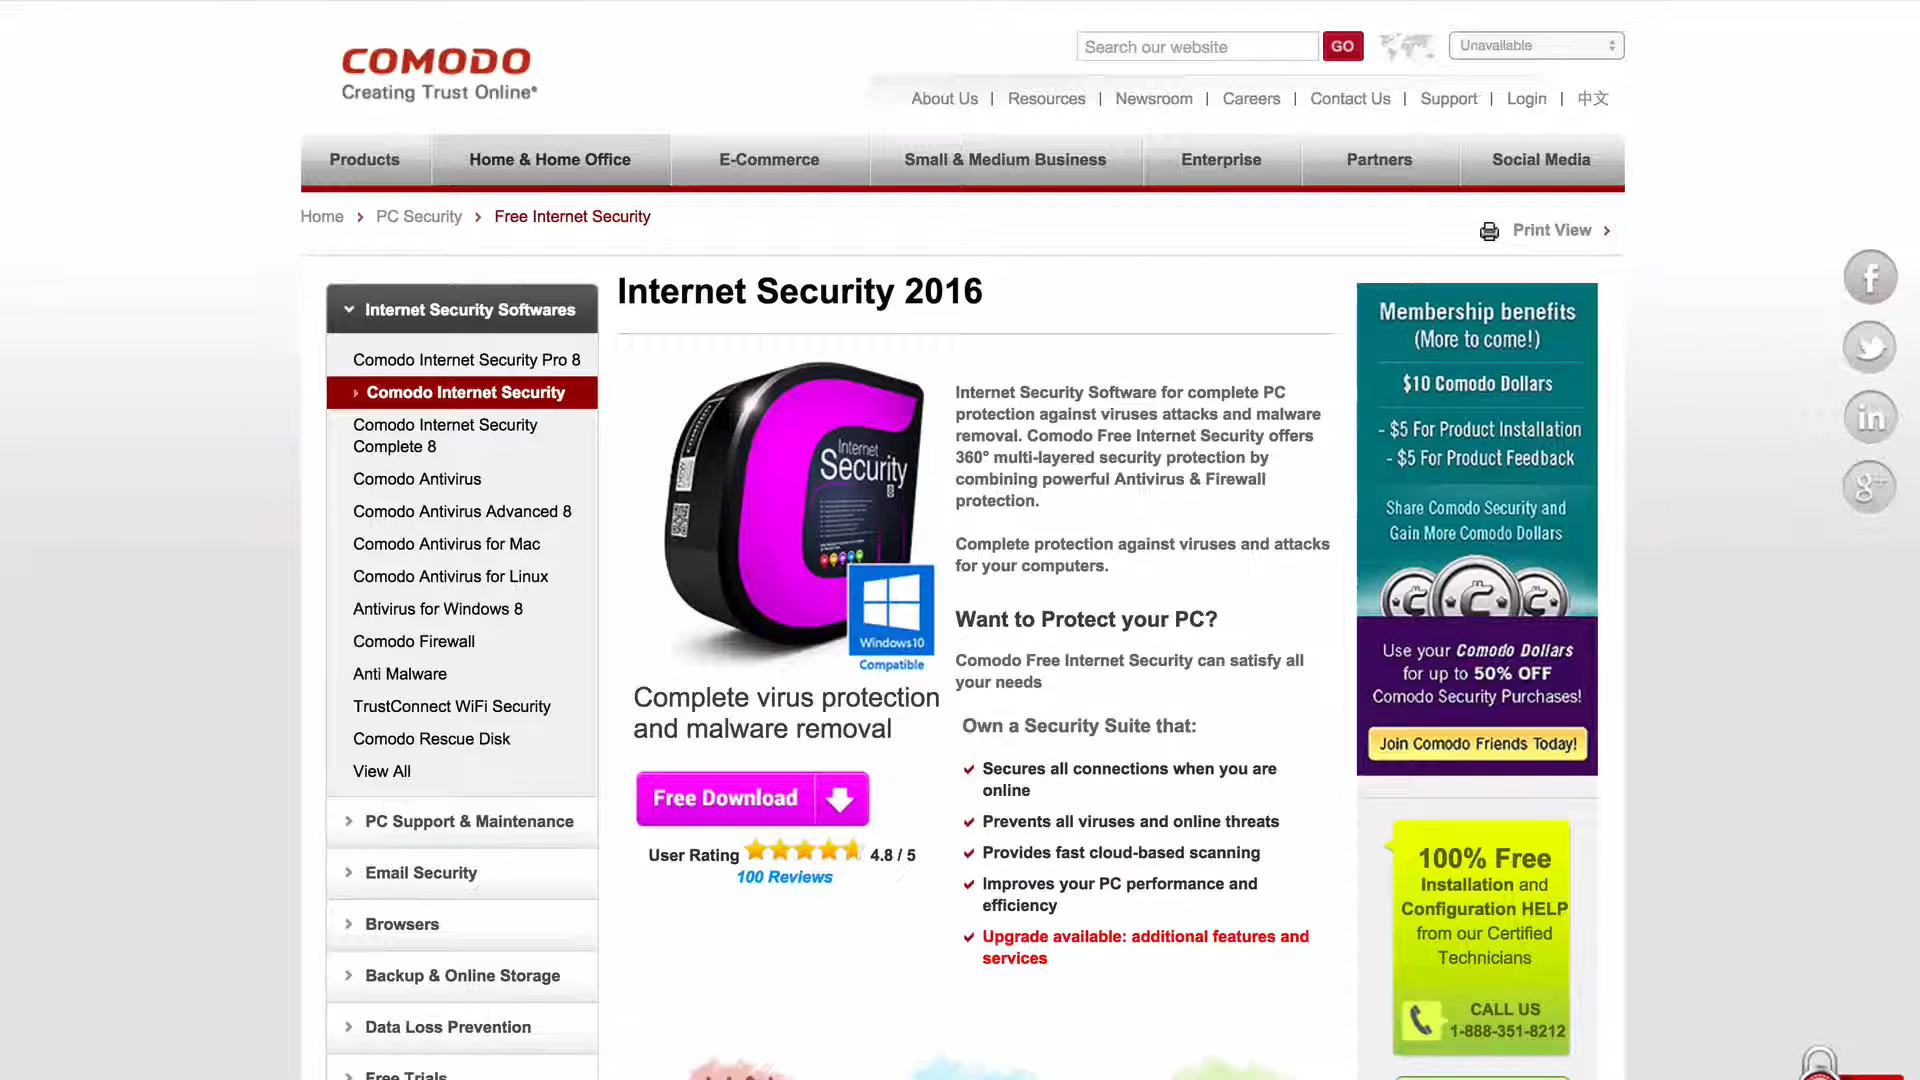 COMODO
Creating Trust Online®
Search our website
GO
Unavailable
About Us | Resources | Newsroom | Careers | Contact Us | Support | Login | 中文
Products
Home & Home Office
E-Commerce
Small & Medium Business
Enterprise
Partners
Social Media
Home
PC Security
Free Internet Security
Print View
Internet Security Softwares
Comodo Internet Security Pro 8
Comodo Internet Security
Comodo Internet Security
Complete 8
Comodo Antivirus
Comodo Antivirus Advanced 8
Comodo Antivirus for Mac
Comodo Antivirus for Linux
Antivirus for Windows 8
Comodo Firewall
Anti Malware
TrustConnect WiFi Security
Comodo Rescue Disk
View All
PC Support & Maintenance
Email Security
Browsers
Backup & Online Storage
Data Loss Prevention
Free Trials
Internet Security 2016
COMODO
Internet
Security
8
Windows10
Compatible
Complete virus protection
and malware removal
Free Download
User Rating 4.8 / 5
100 Reviews
Internet Security Software for complete PC
protection against viruses attacks and malware
removal. Comodo Free Internet Security offers
360° multi-layered security protection by
combining powerful Antivirus & Firewall
protection.
Complete protection against viruses and attacks
for your computers.
Want to Protect your PC?
Comodo Free Internet Security can satisfy all
your needs
Own a Security Suite that:
Secures all connections when you are
online
Prevents all viruses and online threats
Provides fast cloud-based scanning
Improves your PC performance and
efficiency
Upgrade available: additional features and
services
Membership benefits
(More to come!)
$10 Comodo Dollars
- $5 For Product Installation
- $5 For Product Feedback
Share Comodo Security and
Gain More Comodo Dollars
Use your Comodo Dollars
for up to 50% OFF
Comodo Security Purchases!
Join Comodo Friends Today!
100% Free
Installation and
Configuration HELP
from our Certified
Technicians
CALL US
1-888-351-8212
f
in
g+